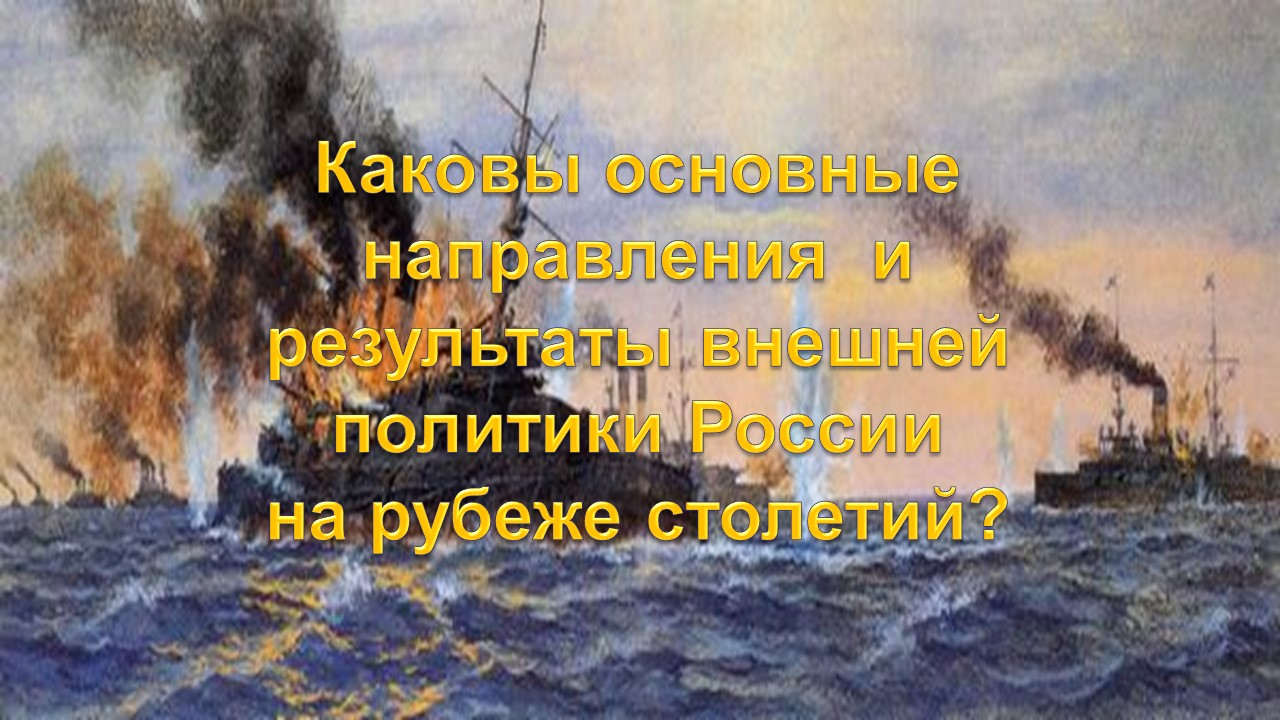 Каковы основные
направления и
результаты внешней
политики России
на рубеже столетий?